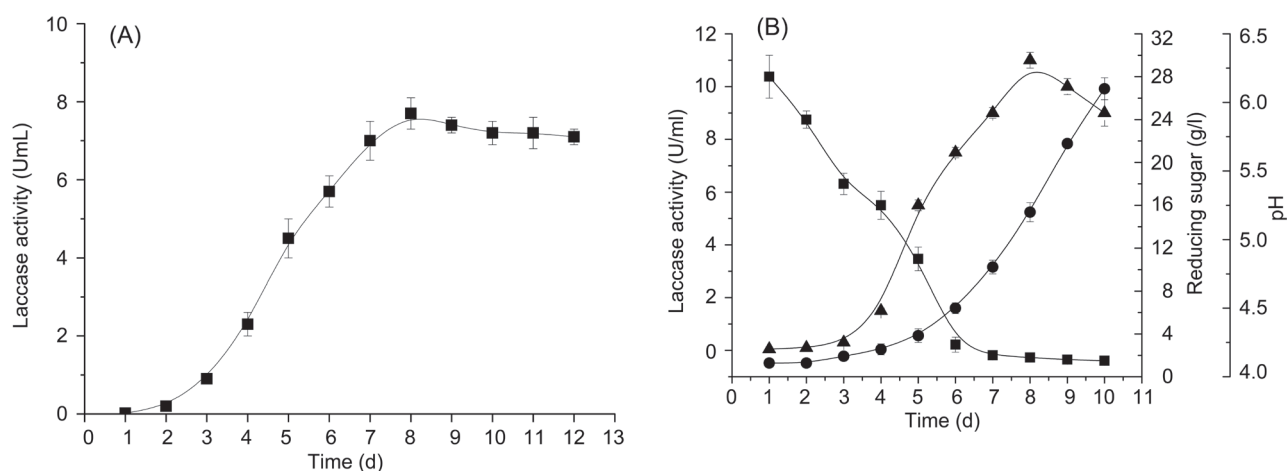 (A)
10
8
6
4
2
0
Laccase activity (UmL)
0 1 2 3 4 5 6 7 8 9 10 11 12 13
Time (d)
(B)
12
10
8
6
4
2
0
Laccase activity (U/ml)
32
28
24
20
16
12
8
4
0
Reducing sugar (g/l)
6.5
6.0
5.5
5.0
4.5
4.0
pH
0 1 2 3 4 5 6 7 8 9 10 11
Time (d)